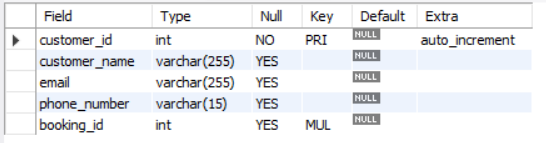 Field Type Null Key Default Extra
customer_id int NO PRI NULL auto_increment
customer_name varchar(255) YES NULL
email varchar(255) YES NULL
phone_number varchar(15) YES NULL
booking_id int YES MUL NULL